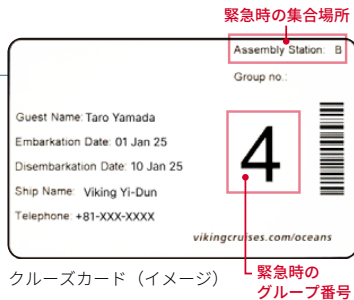 緊急時の集合場所
Assembly Station: B
Group no.:
Guest Name: Taro Yamada
Embarkation Date: 01 Jan 25
Disembarkation Date: 10 Jan 25
Ship Name: Viking Yi-Dun
Telephone: +81-XXX-XXXX
4
vikingcruises.com/oceans
クルーズカード（イメージ）
緊急時の
グループ番号